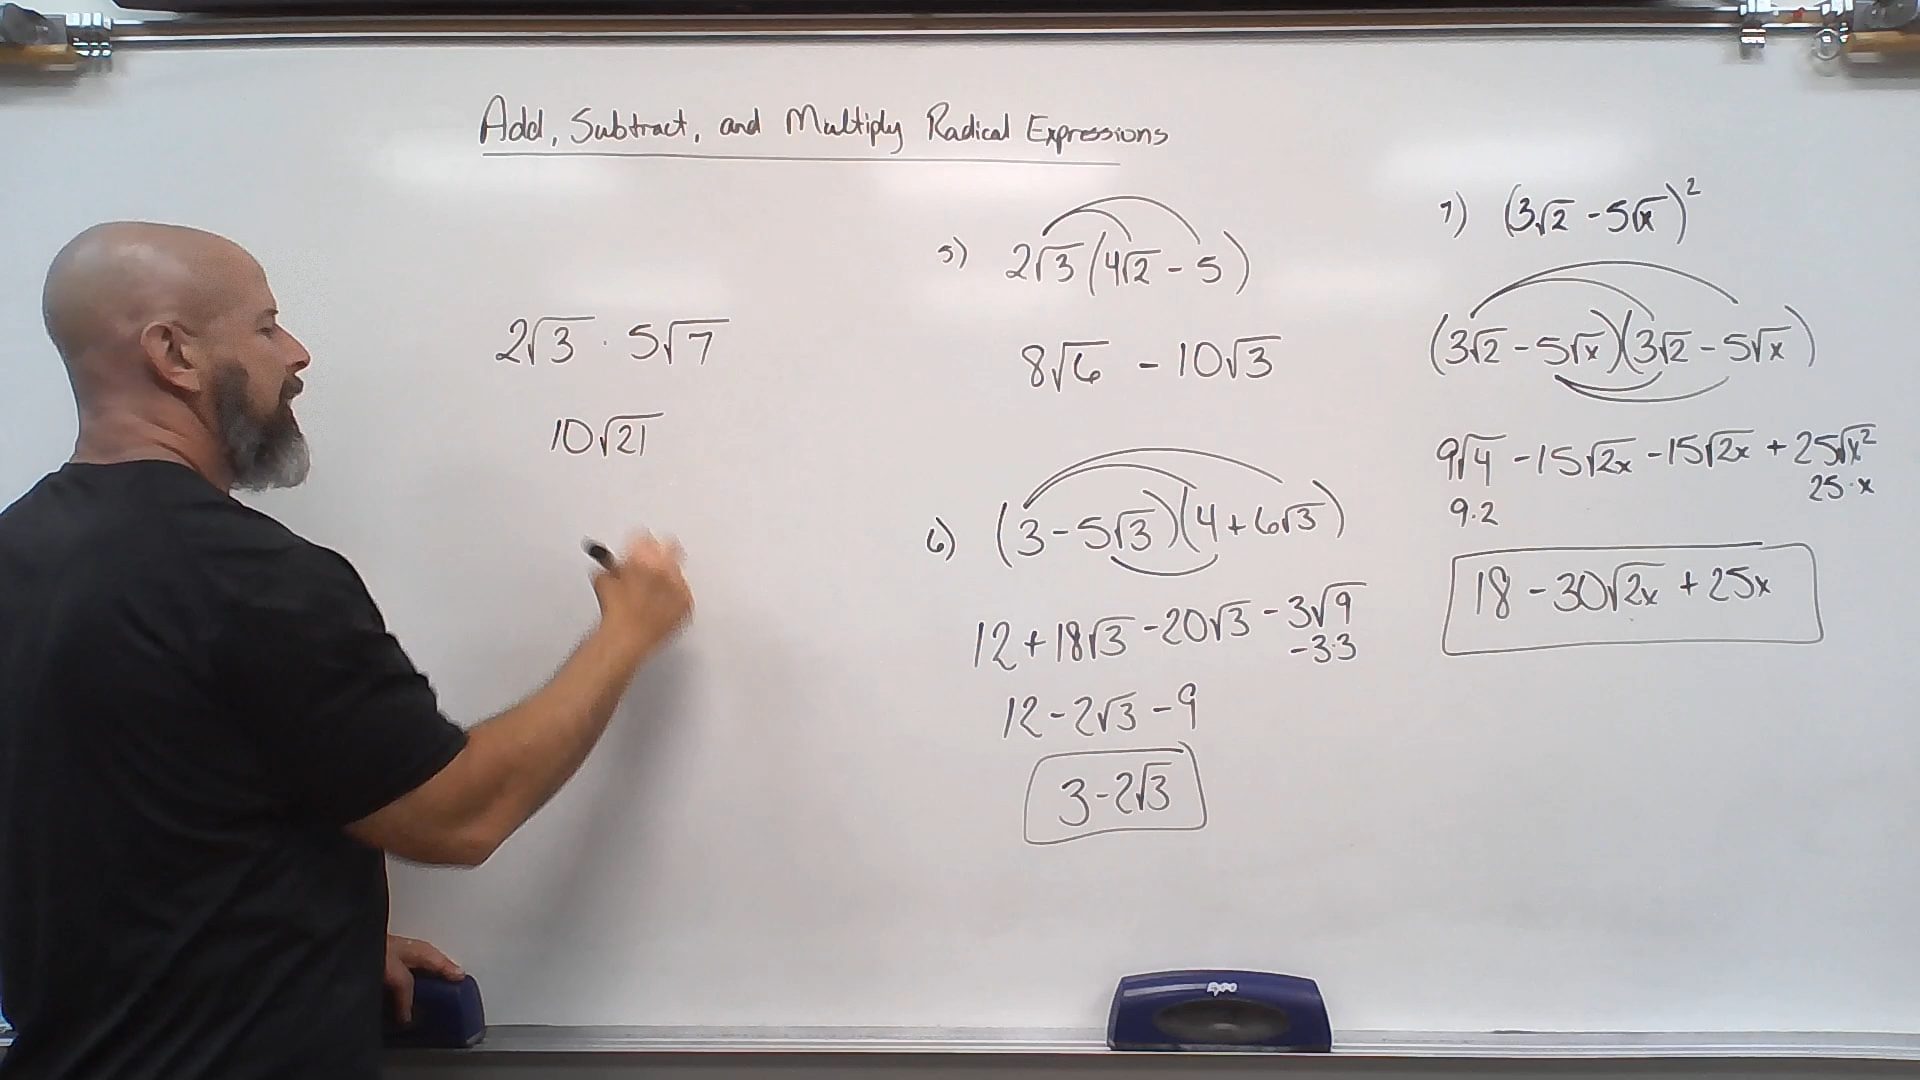 Add, Subtract, and Multiply Radical Expressions
2√3 · 5√7
10√21
5) 2√3(4√2 - 5)
8√6 - 10√3
6) (3 - 5√3)(4 + 6√3)
12 + 18√3 - 20√3 - 3√9
-3·3
12 - 2√3 - 9
3 - 2√3
7) (3√2 - 5√x)²
(3√2 - 5√x)(3√2 - 5√x)
9√4 - 15√2x - 15√2x + 25√x²
9·2 25·x
18 - 30√2x + 25x